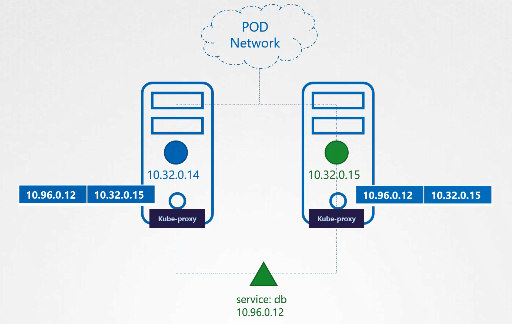 POD
Network
10.32.0.14
10.32.0.15
10.96.0.12 10.32.0.15
10.96.0.12 10.32.0.15
Kube-proxy
Kube-proxy
service: db
10.96.0.12